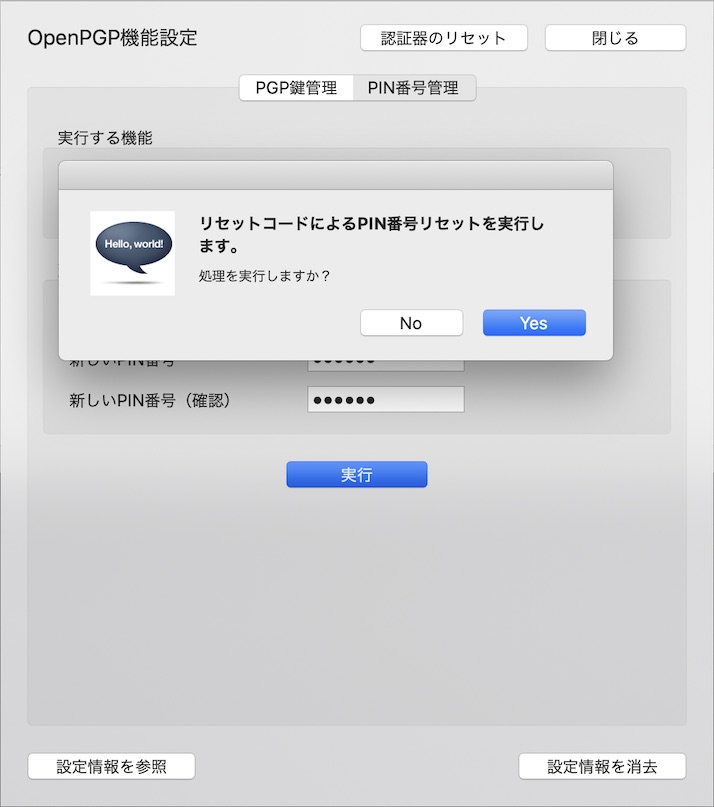 OpenPGP機能設定
認証器のリセット
閉じる
PGP鍵管理
PIN番号管理
実行する機能
Hello, world!
リセットコードによるPIN番号リセットを実行し
ます。
処理を実行しますか？
No
Yes
新しいPIN番号
新しいPIN番号（確認）
実行
設定情報を参照
設定情報を消去